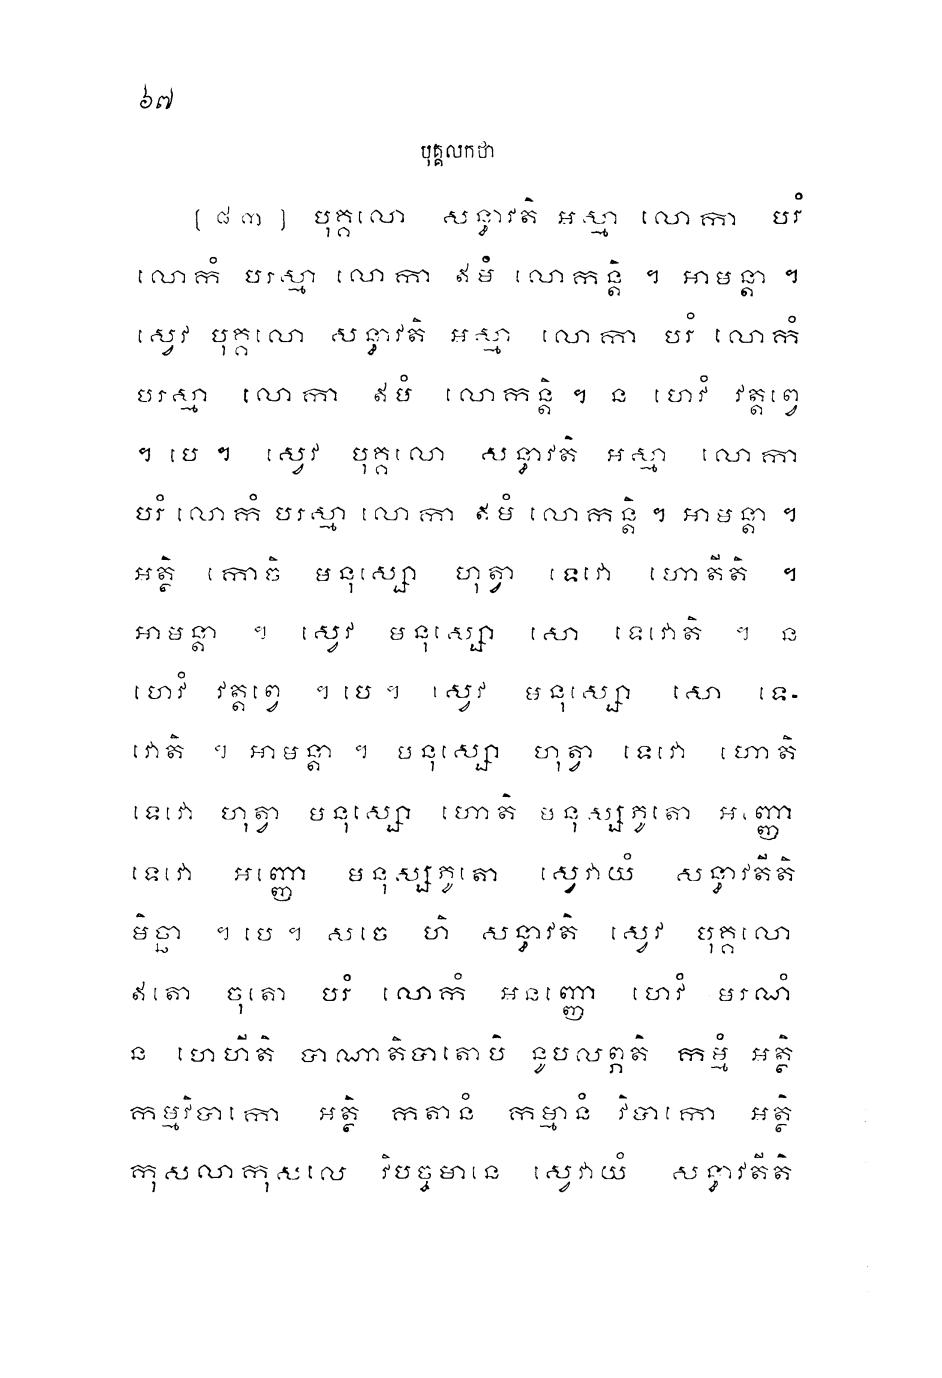 ៦៧
បុគ្គលកថា
[៨៣] បុគ្គលោ សន្ធាវតិ អស្មា លោកា បរំ
លោកំ បរស្មា លោកា ឥមំ លោកន្តិ ។ អាមន្តា ។
ស្វេវ បុគ្គលោ សន្ធាវតិ អស្មា លោកា បរំ លោកំ
បរស្មា លោកា ឥមំ លោកន្តិ ។ ន ហេវំ វត្តព្វេ
។ បេ ។ ស្វេវ បុគ្គលោ សន្ធាវតិ អស្មា លោកា
បរំ លោកំ បរស្មា លោកា ឥមំ លោកន្តិ ។ អាមន្តា ។
អត្ថិ កោចិ មនុស្សោ ហុត្វា ទេវោ ហោតីតិ ។
អាមន្តា ។ ស្វេវ មនុស្សោ សោ ទេវោតិ ។ ន
ហេវំ វត្តព្វេ ។ បេ ។ ស្វេវ មនុស្សោ សោ ទេ-
វោតិ ។ អាមន្តា ។ មនុស្សោ ហុត្វា ទេវោ ហោតិ
ទេវោ ហុត្វា មនុស្សោ ហោតិ មនុស្សភូតោ អញ្ញោ
ទេវោ អញ្ញោ មនុស្សភូតោ ស្វេវាយំ សន្ធាវតីតិ
មិច្ឆា ។ បេ ។ សចេ ហិ សន្ធាវតិ ស្វេវ បុគ្គលោ
ឥតោ ចុតោ បរំ លោកំ អនញ្ញោ ហេវំ មរណំ
ន ហេហីតិ បាណាតិបាតោបិ នូបលព្ភតិ កម្មំ អត្ថិ
កម្មវិបាកោ អត្ថិ កតានំ កម្មានំ វិបាកោ អត្ថិ
កុសលាកុសលេ វិបច្ចមានេ ស្វេវាយំ សន្ធាវតីតិ